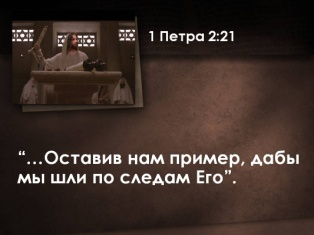 1 Петра 2:21
“…Оставив нам пример, дабы
мы шли по следам Его”.